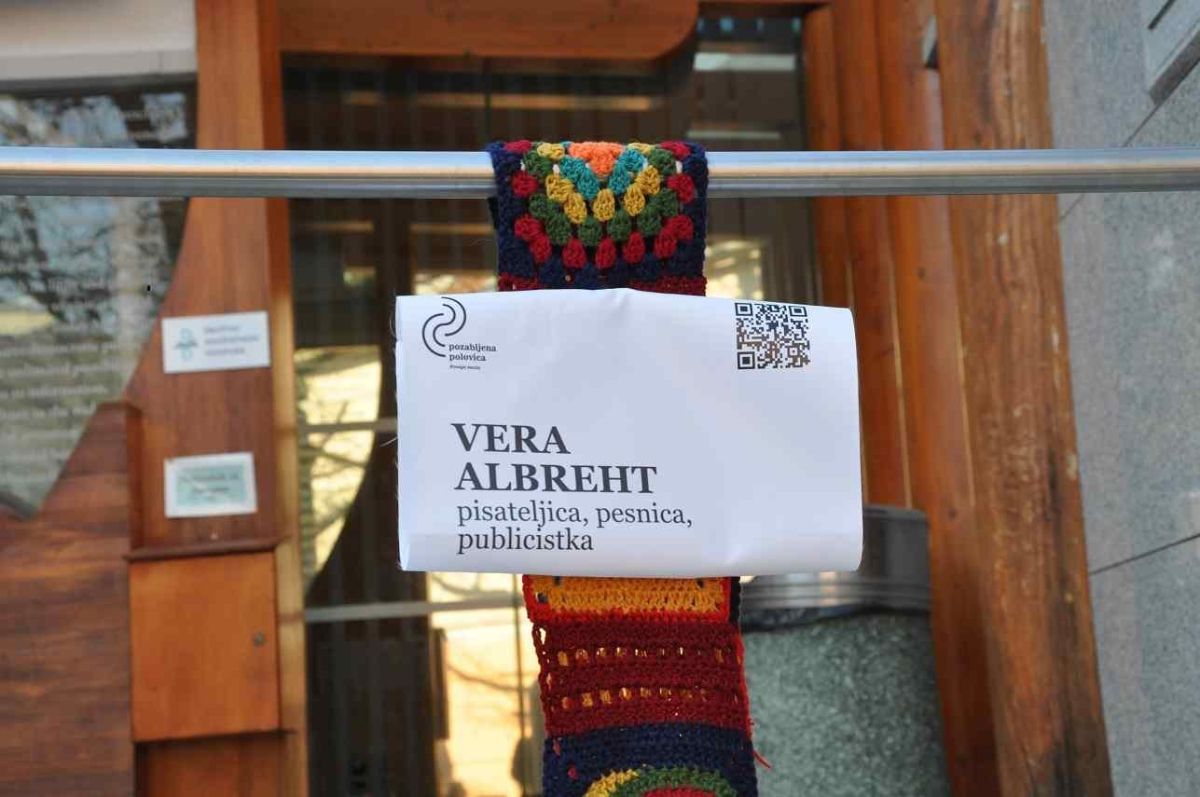 pozabljena
polovica
VERA
ALBREHT
pisateljica, pesnica,
publicistka